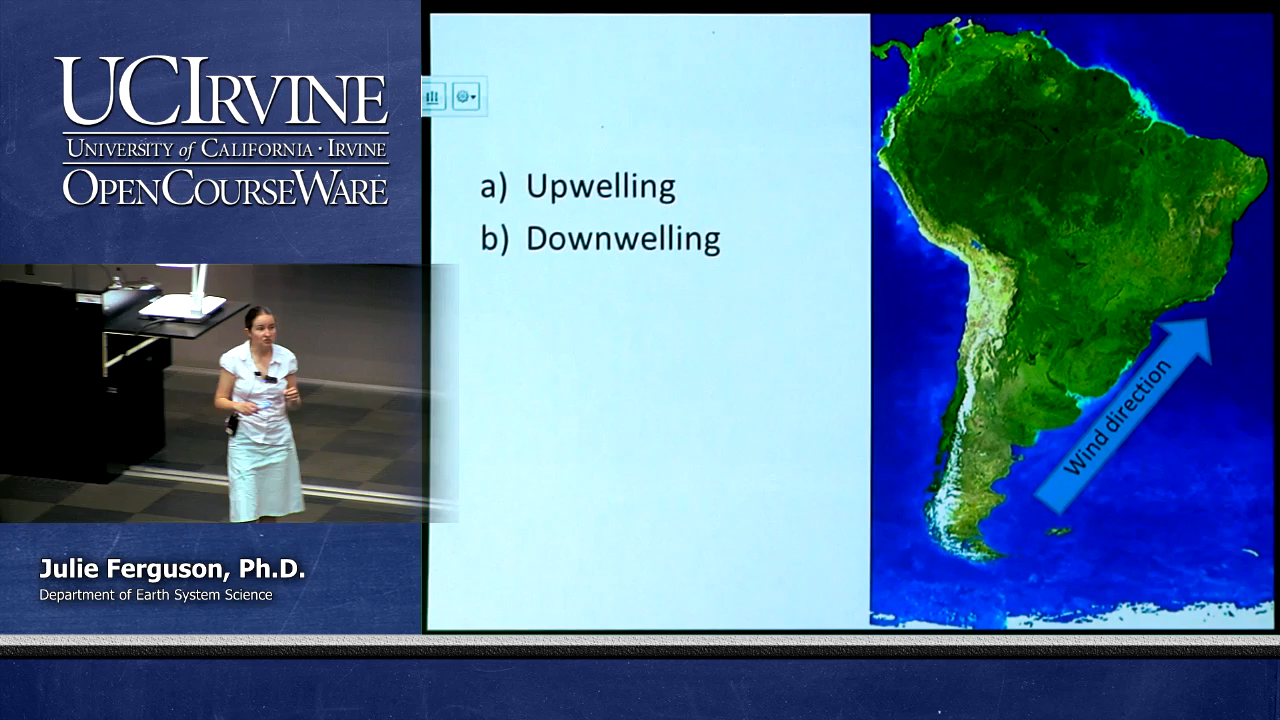 UCIRVINE
UNIVERSITY of CALIFORNIA · IRVINE
OPENCOURSEWARE
a) Upwelling
b) Downwelling
Wind direction
Julie Ferguson, Ph.D.
Department of Earth System Science